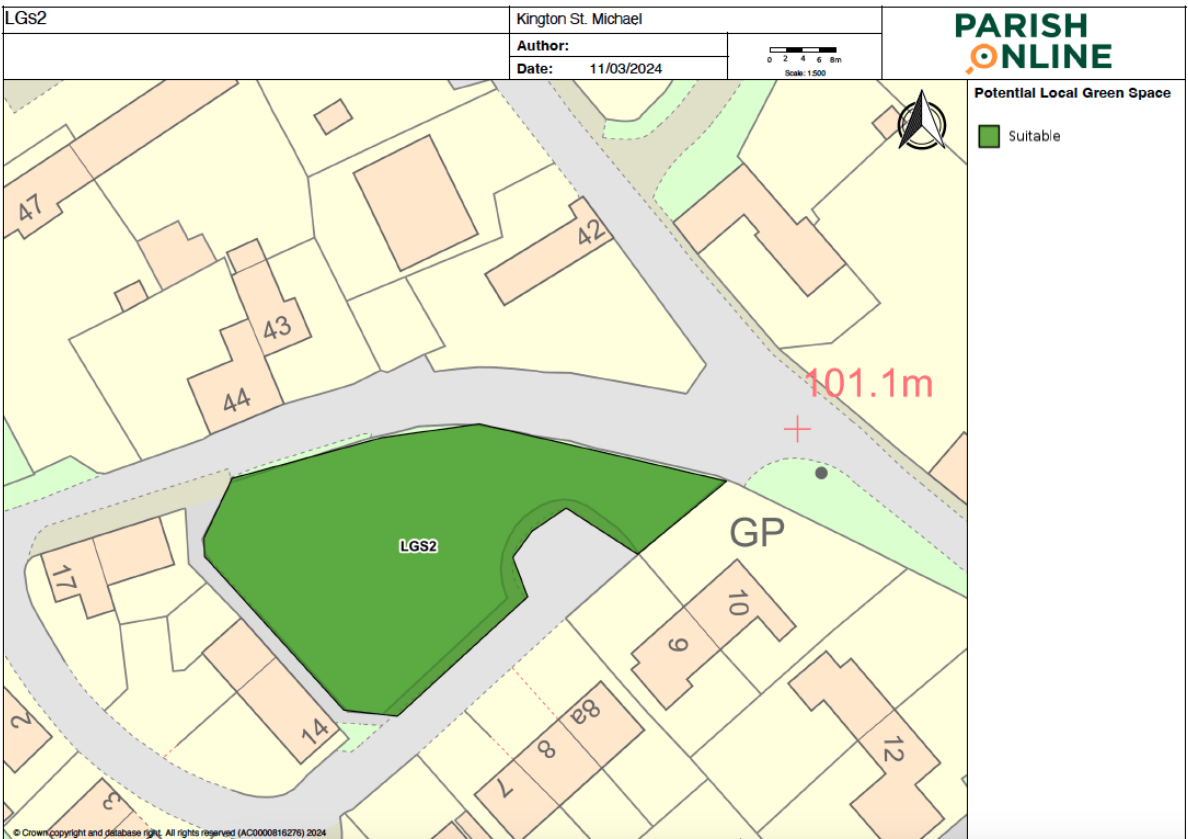 LGs2
Kington St. Michael
Author:
Date: 11/03/2024
0 2 4 6 8m
Scale: 1:500
PARISH
ONLINE
Potential Local Green Space
Suitable
47
42
43
44
101.1m
LGS2
GP
17
10
9
14
8a
8
7
12
2
3
© Crown copyright and database right. All rights reserved (AC0000816276) 2024